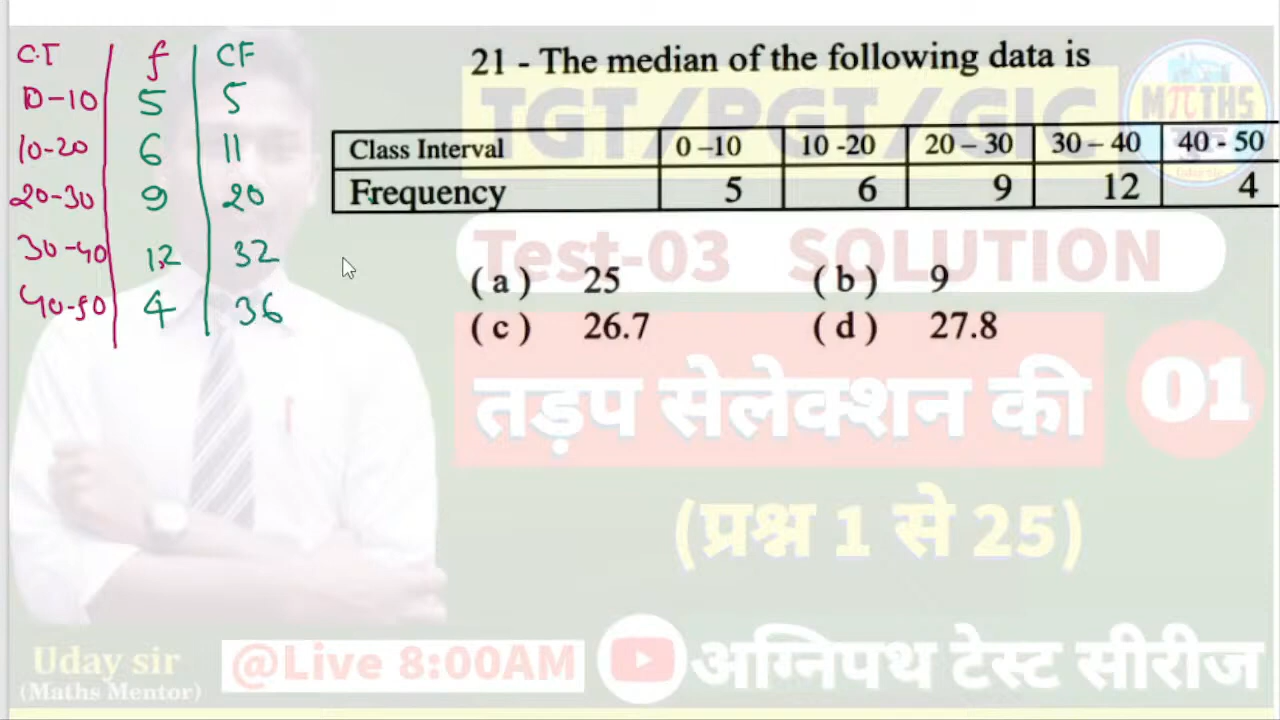 C.I f CF
0-10 5 5
10-20 6 11
20-30 9 20
30-40 12 32
40-50 4 36
21 - The median of the following data is
TGT/PGT/GIC
MπTHS
Class Interval 0 –10 10 -20 20 – 30 30 – 40 40 - 50
Frequency 5 6 9 12 4
Test-03 SOLUTION
( a ) 25 ( b ) 9
( c ) 26.7 ( d ) 27.8
तड़प सेलेक्शन की 01
(प्रश्न 1 से 25)
Uday sir
(Maths Mentor)
@Live 8:00AM
अग्निपथ टेस्ट सीरीज